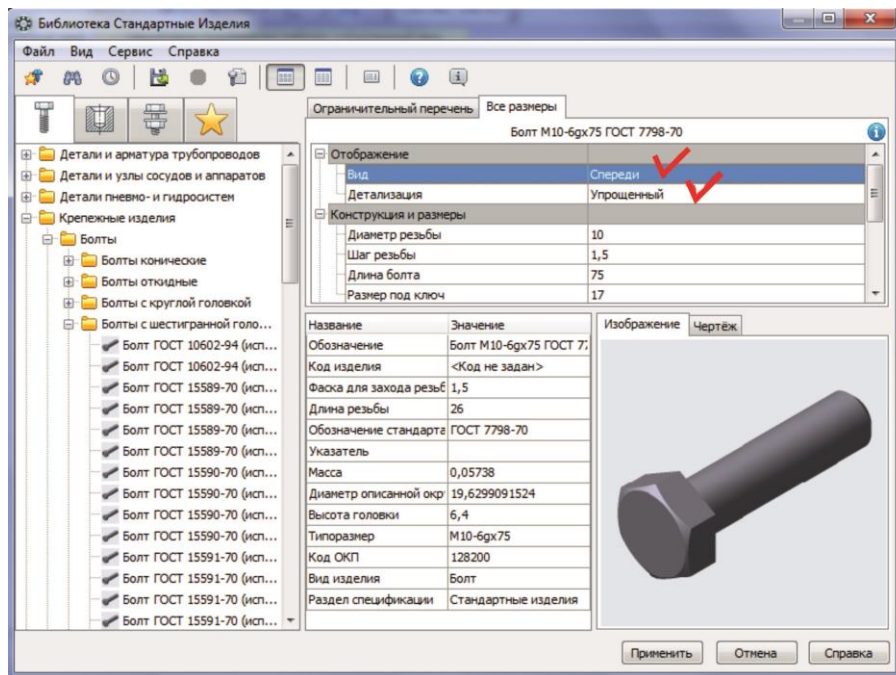 Библиотека Стандартные Изделия
Файл Вид Сервис Справка
Ограничительный перечень Все размеры
Болт М10-6gx75 ГОСТ 7798-70
Детали и арматура трубопроводов
Детали и узлы сосудов и аппаратов
Детали пневмо- и гидросистем
Крепежные изделия
Болты
Болты конические
Болты откидные
Болты с круглой головкой
Болты с шестигранной голо...
Болт ГОСТ 10602-94 (исп...
Болт ГОСТ 10602-94 (исп...
Болт ГОСТ 15589-70 (исп...
Болт ГОСТ 15589-70 (исп...
Болт ГОСТ 15589-70 (исп...
Болт ГОСТ 15589-70 (исп...
Болт ГОСТ 15590-70 (исп...
Болт ГОСТ 15590-70 (исп...
Болт ГОСТ 15590-70 (исп...
Болт ГОСТ 15590-70 (исп...
Болт ГОСТ 15591-70 (исп...
Болт ГОСТ 15591-70 (исп...
Болт ГОСТ 15591-70 (исп...
Болт ГОСТ 15591-70 (исп...
Отображение
Вид Спереди
Детализация Упрощенный
Конструкция и размеры
Диаметр резьбы 10
Шаг резьбы 1,5
Длина болта 75
Размер под ключ 17
Название Значение
Обозначение Болт М10-6gx75 ГОСТ 77
Код изделия <Код не задан>
Фаска для захода резьб 1,5
Длина резьбы 26
Обозначение стандарта ГОСТ 7798-70
Указатель
Масса 0,05738
Диаметр описанной окр 19,6299091524
Высота головки 6,4
Типоразмер М10-6gx75
Код ОКП 128200
Вид изделия Болт
Раздел спецификации Стандартные изделия
Изображение Чертёж
Применить Отмена Справка